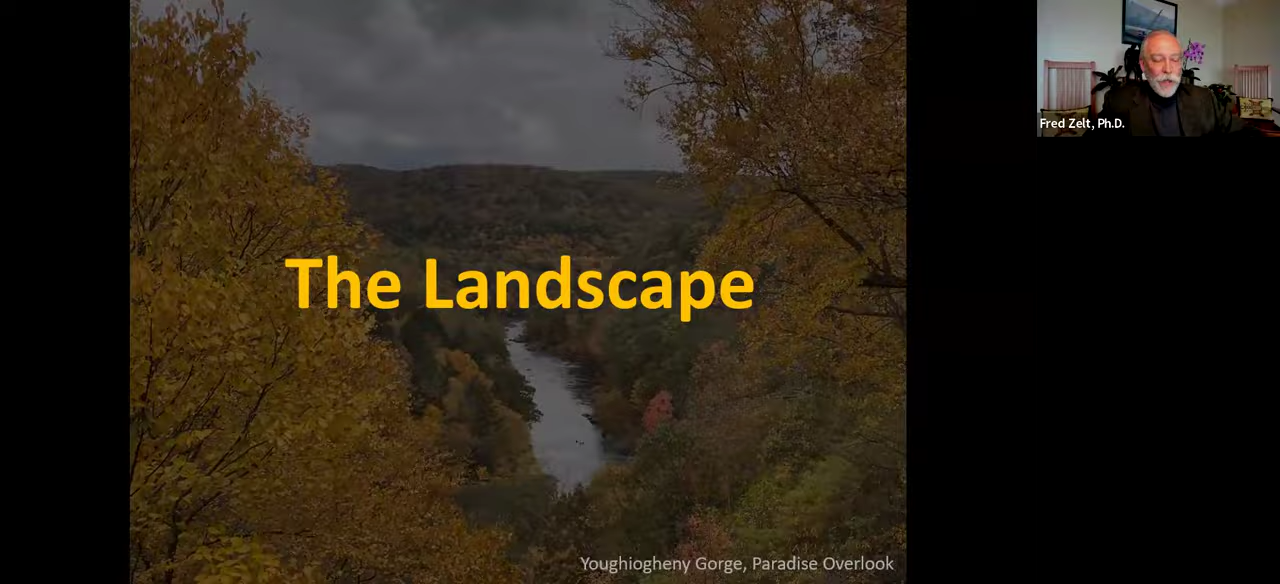 The Landscape
Youghiogheny Gorge, Paradise Overlook
Fred Zelt, Ph.D.